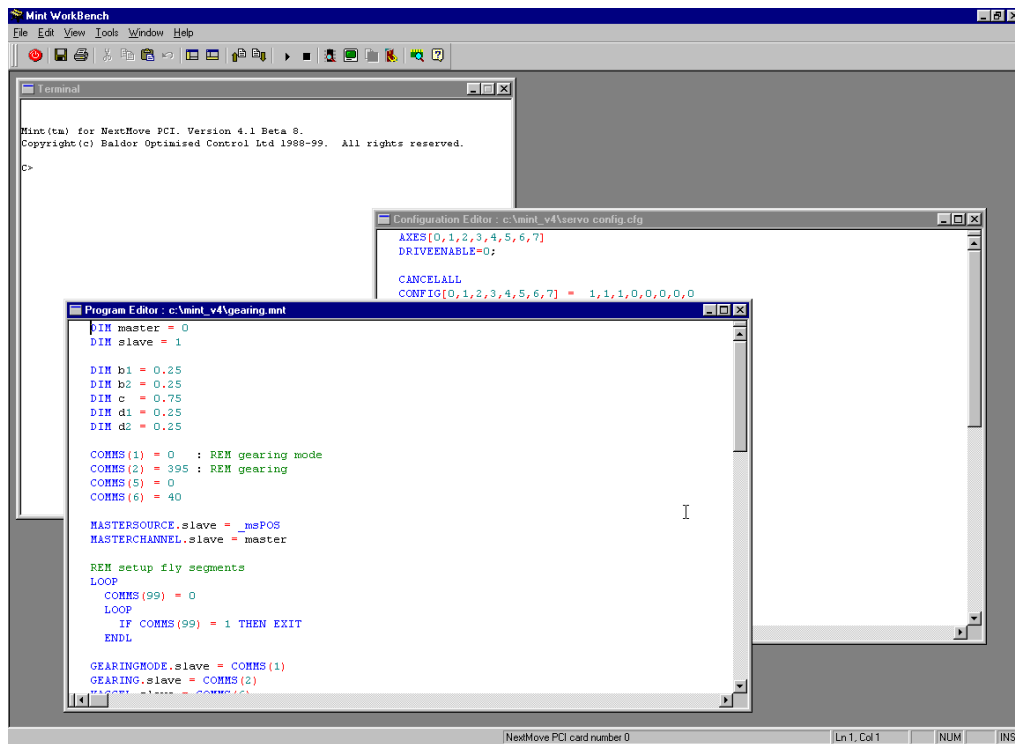 Mint WorkBench
File Edit View Tools Window Help
Terminal
Mint(tm) for NextMove PCI. Version 4.1 Beta 8.
Copyright(c) Baldor Optimised Control Ltd 1988-99. All rights reserved.
C>
Configuration Editor : c:\mint_v4\servo config.cfg
AXES[0,1,2,3,4,5,6,7]
DRIVEENABLE=0;
CANCELALL
CONFIG[0,1,2,3,4,5,6,7] = 1,1,1,0,0,0,0,0
Program Editor : c:\mint_v4\gearing.mnt
DIM master = 0
DIM slave = 1
DIM b1 = 0.25
DIM b2 = 0.25
DIM c = 0.75
DIM d1 = 0.25
DIM d2 = 0.25
COMMS(1) = 0 : REM gearing mode
COMMS(2) = 395 : REM gearing
COMMS(5) = 0
COMMS(6) = 40
MASTERSOURCE.slave = _msPOS
MASTERCHANNEL.slave = master
REM setup fly segments
LOOP
COMMS(99) = 0
LOOP
IF COMMS(99) = 1 THEN EXIT
ENDL
GEARINGMODE.slave = COMMS(1)
GEARING.slave = COMMS(2)
NextMove PCI card number 0
Ln 1, Col 1
NUM
INS